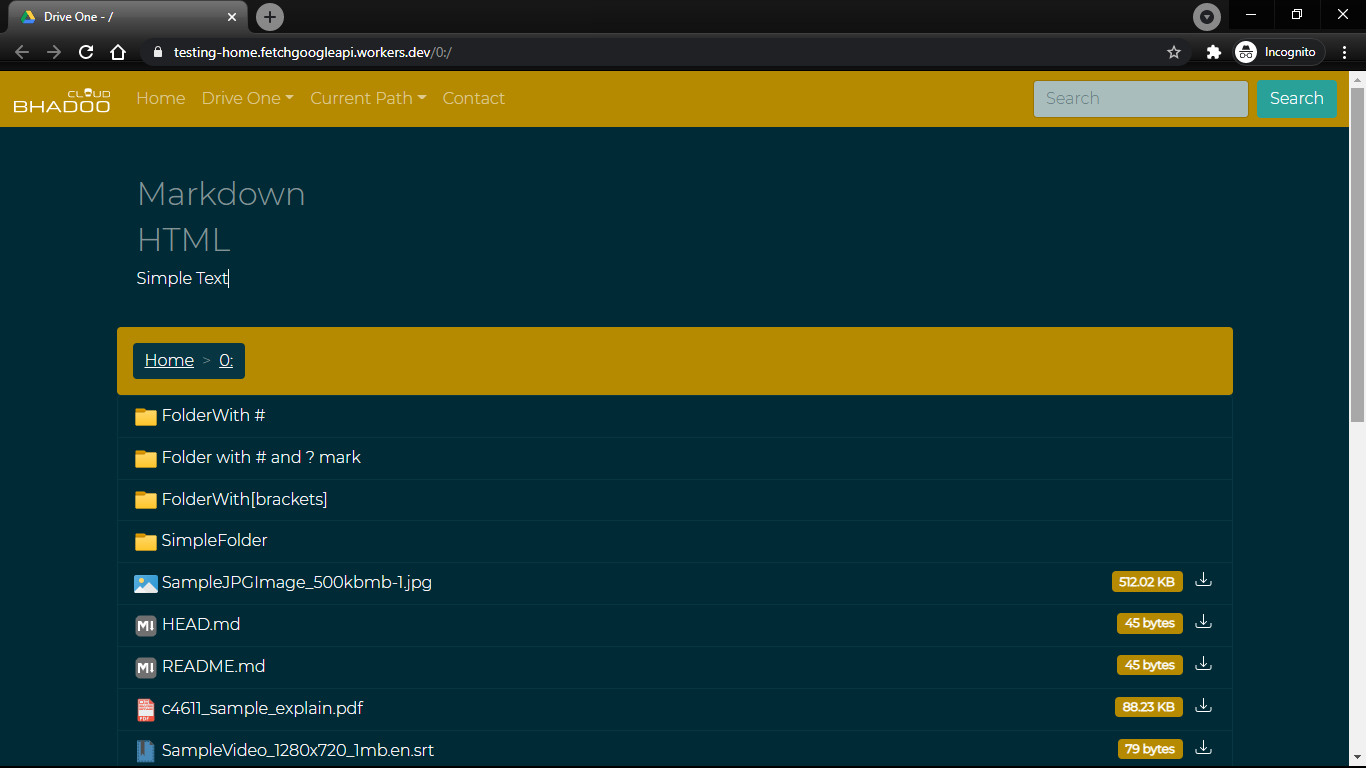 Drive One - /
testing-home.fetchgoogleapi.workers.dev/0:/
Incognito
CLOUD
BHADOO
Home Drive One Current Path Contact
Search
Search
Markdown
HTML
Simple Text
Home > 0:
FolderWith #
Folder with # and ? mark
FolderWith[brackets]
SimpleFolder
SampleJPGImage_500kbmb-1.jpg 512.02 KB
HEAD.md 45 bytes
README.md 45 bytes
c4611_sample_explain.pdf 88.23 KB
SampleVideo_1280x720_1mb.en.srt 79 bytes